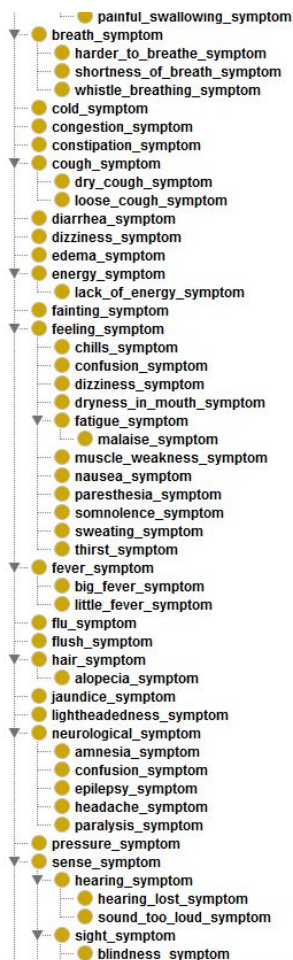 painful_swallowing_symptom
breath_symptom
harder_to_breathe_symptom
shortness_of_breath_symptom
whistle_breathing_symptom
cold_symptom
congestion_symptom
constipation_symptom
cough_symptom
dry_cough_symptom
loose_cough_symptom
diarrhea_symptom
dizziness_symptom
edema_symptom
energy_symptom
lack_of_energy_symptom
fainting_symptom
feeling_symptom
chills_symptom
confusion_symptom
dizziness_symptom
dryness_in_mouth_symptom
fatigue_symptom
malaise_symptom
muscle_weakness_symptom
nausea_symptom
paresthesia_symptom
somnolence_symptom
sweating_symptom
thirst_symptom
fever_symptom
big_fever_symptom
little_fever_symptom
flu_symptom
flush_symptom
hair_symptom
alopecia_symptom
jaundice_symptom
lightheadedness_symptom
neurological_symptom
amnesia_symptom
confusion_symptom
epilepsy_symptom
headache_symptom
paralysis_symptom
pressure_symptom
sense_symptom
hearing_symptom
hearing_lost_symptom
sound_too_loud_symptom
sight_symptom
blindness_symptom